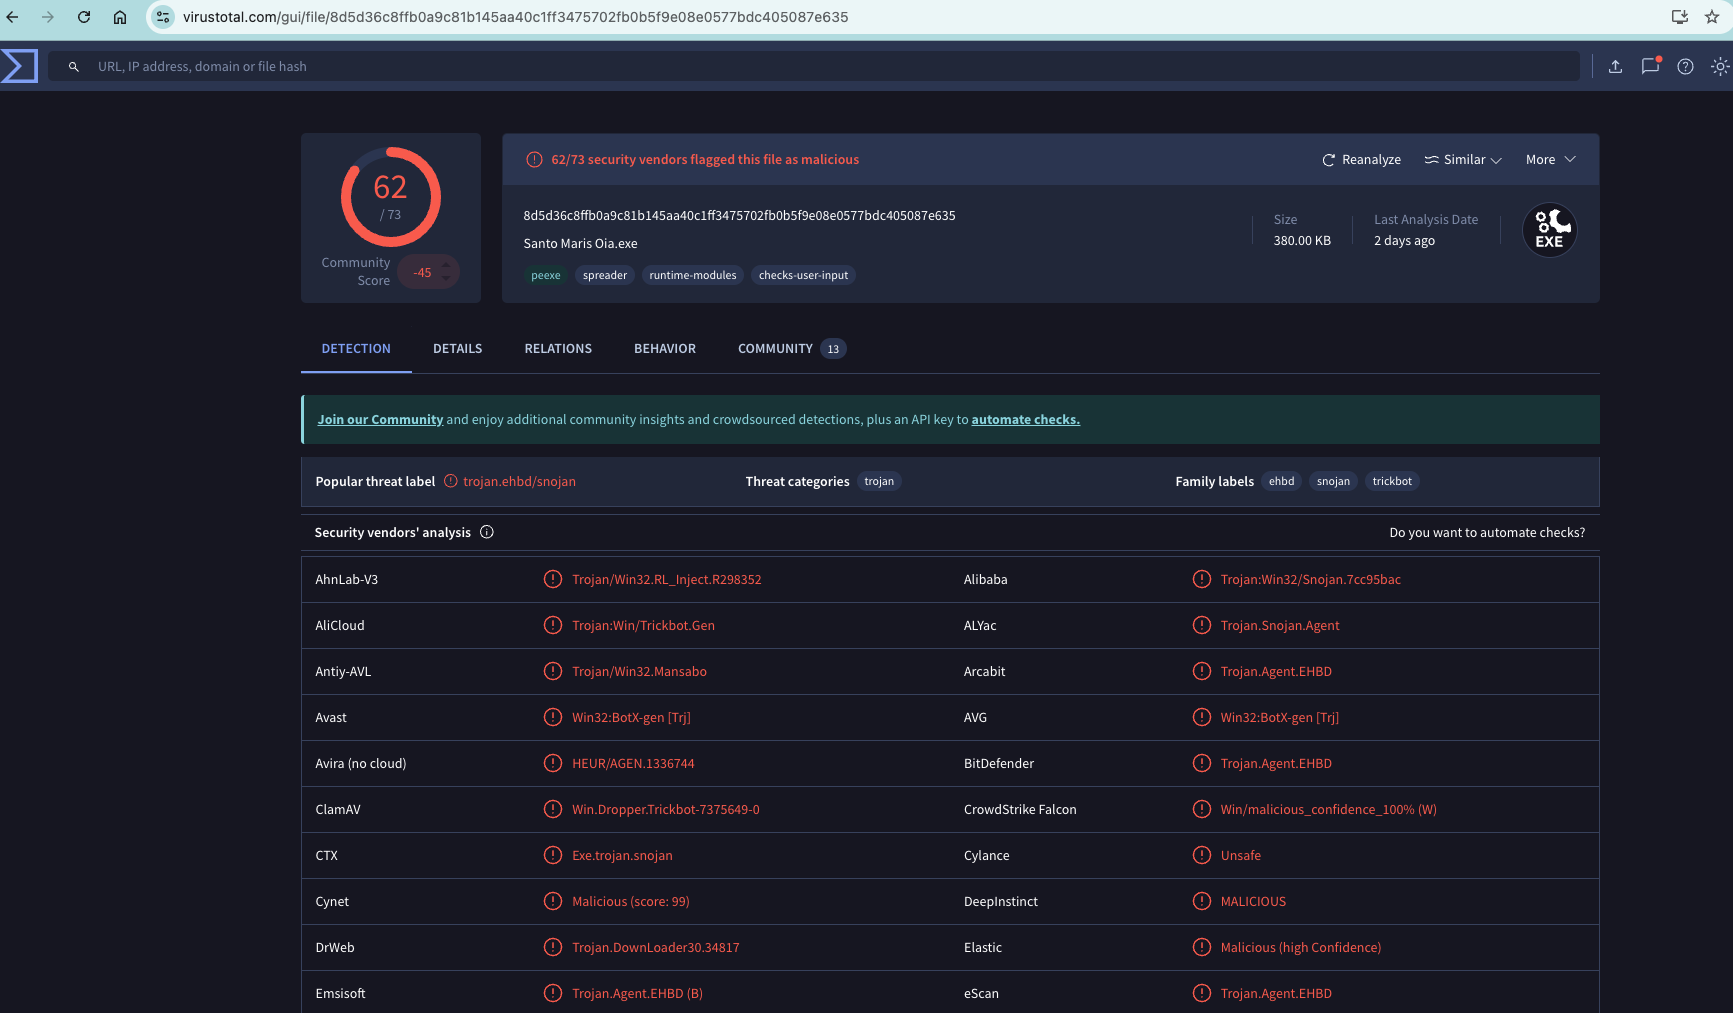 virustotal.com/gui/file/8d5d36c8ffb0a9c81b145aa40c1ff3475702fb0b5f9e08e0577bdc405087e635
URL, IP address, domain or file hash
62
/ 73
Community Score
-45
62/73 security vendors flagged this file as malicious
Reanalyze
Similar
More
8d5d36c8ffb0a9c81b145aa40c1ff3475702fb0b5f9e08e0577bdc405087e635
Santo Maris Oia.exe
peexe spreader runtime-modules checks-user-input
Size
380.00 KB
Last Analysis Date
2 days ago
EXE
DETECTION DETAILS RELATIONS BEHAVIOR COMMUNITY 13
Join our Community and enjoy additional community insights and crowdsourced detections, plus an API key to automate checks.
Popular threat label trojan.ehbd/snojan Threat categories trojan Family labels ehbd snojan trickbot
Security vendors' analysis Do you want to automate checks?
AhnLab-V3 Trojan/Win32.RL_Inject.R298352 Alibaba Trojan:Win32/Snojan.7cc95bac
AliCloud Trojan:Win/Trickbot.Gen ALYac Trojan.Snojan.Agent
Antiy-AVL Trojan/Win32.Mansabo Arcabit Trojan.Agent.EHBD
Avast Win32:BotX-gen [Trj] AVG Win32:BotX-gen [Trj]
Avira (no cloud) HEUR/AGEN.1336744 BitDefender Trojan.Agent.EHBD
ClamAV Win.Dropper.Trickbot-7375649-0 CrowdStrike Falcon Win/malicious_confidence_100% (W)
CTX Exe.trojan.snojan Cylance Unsafe
Cynet Malicious (score: 99) DeepInstinct MALICIOUS
DrWeb Trojan.DownLoader30.34817 Elastic Malicious (high Confidence)
Emsisoft Trojan.Agent.EHBD (B) eScan Trojan.Agent.EHBD